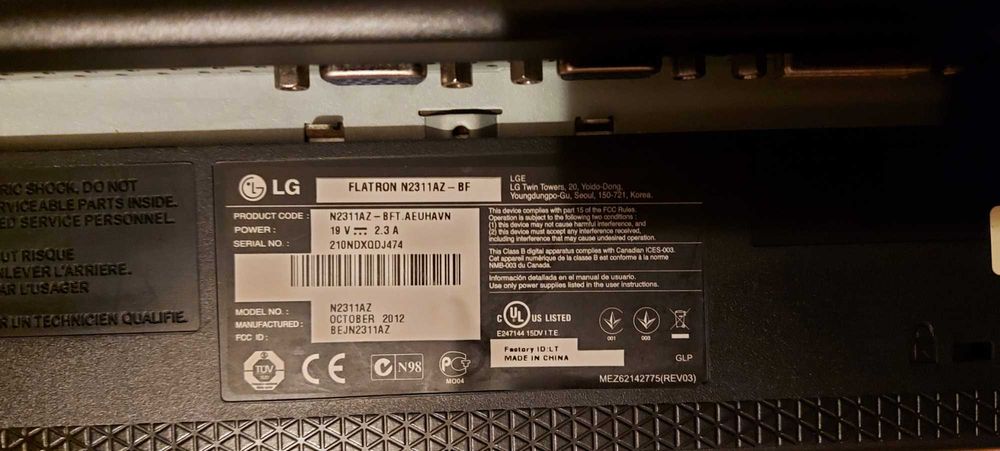 RIC SHOCK, DO NOT
VICEABLE PARTS INSIDE.
ED SERVICE PERSONNEL.
OUT RISQUE
NLEVER L'ARRIERE.
PAR L'USAGER
UN TECHNICIEN QUALIFIE.
LG
FLATRON N2311AZ-BF
LGE
LG Twin Towers, 20, Yoido-Dong,
Youngdungpo-Gu, Seoul, 150-721, Korea.
PRODUCT CODE : N2311AZ-BFT.AEUHAVN
POWER : 19 V 2.3 A
SERIAL NO. : 210NDXQDJ474
This device complies with part 15 of the FCC Rules.
Operation is subject to the following two conditions :
(1) this device may not cause harmful interference, and
(2) this device must accept any interference received,
including interference that may cause undesired operation.
This Class B digital apparatus complies with Canadian ICES-003.
Cet appareil numérique de la classe B est conforme à la norme
NMB-003 du Canada.
Información detallada en el manual de usuario.
Use only power supplies listed in the user instructions.
MODEL NO. : N2311AZ
MANUFACTURED : OCTOBER 2012
FCC ID : BEJN2311AZ
C UL US LISTED
E247144 15DV I.T.E.
001
003
Factory ID:LT
MADE IN CHINA
GLP
TÜV
CE
N98
MO04
MEZ62142775(REV03)